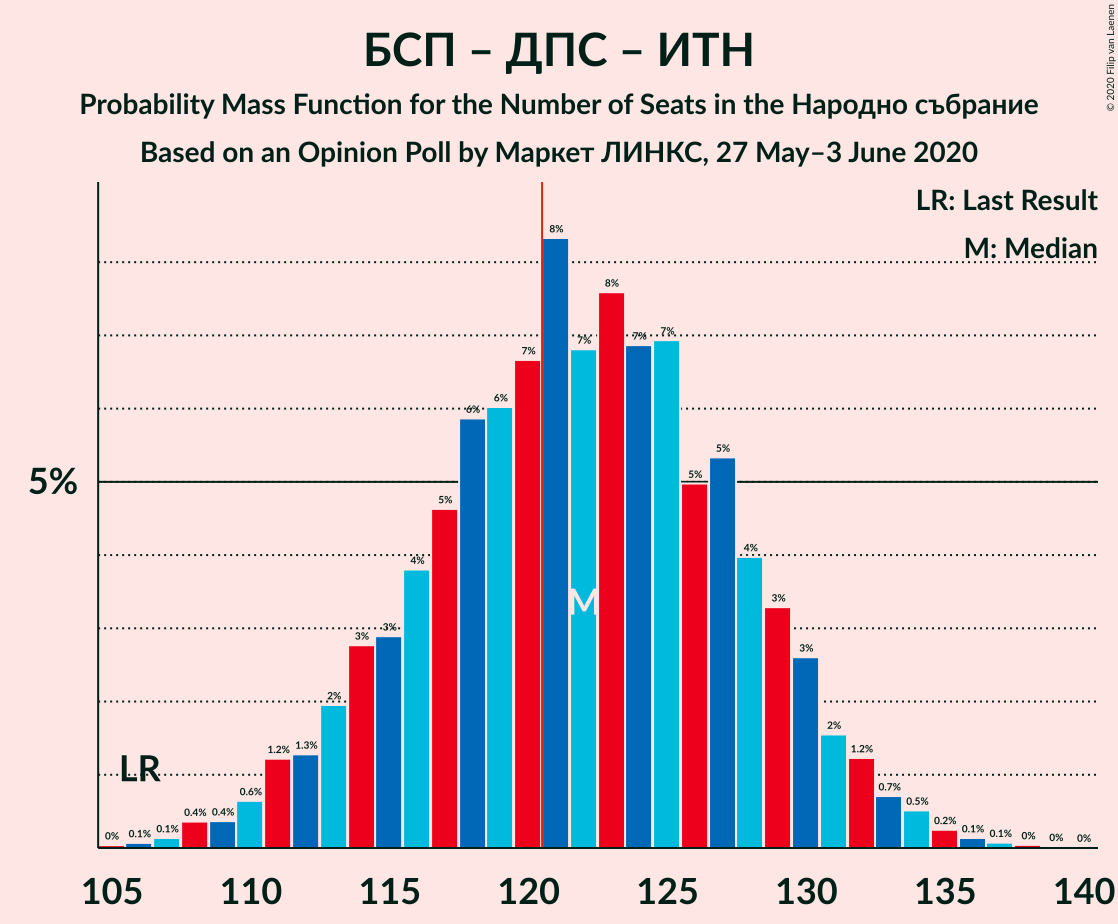 БСП – ДПС – ИТН
Probability Mass Function for the Number of Seats in the Народно събрание
Based on an Opinion Poll by Маркет ЛИНКС, 27 May–3 June 2020
© 2020 Filip van Laenen
LR: Last Result
M: Median
5%
LR
M
0% 0.1% 0.1% 0.4% 0.4% 0.6% 1.2% 1.3% 2% 3% 3% 4% 5% 6% 6% 7% 8% 7% 8% 7% 7% 5% 5% 4% 3% 3% 2% 1.2% 0.7% 0.5% 0.2% 0.1% 0.1% 0% 0% 0%
105 110 115 120 125 130 135 140